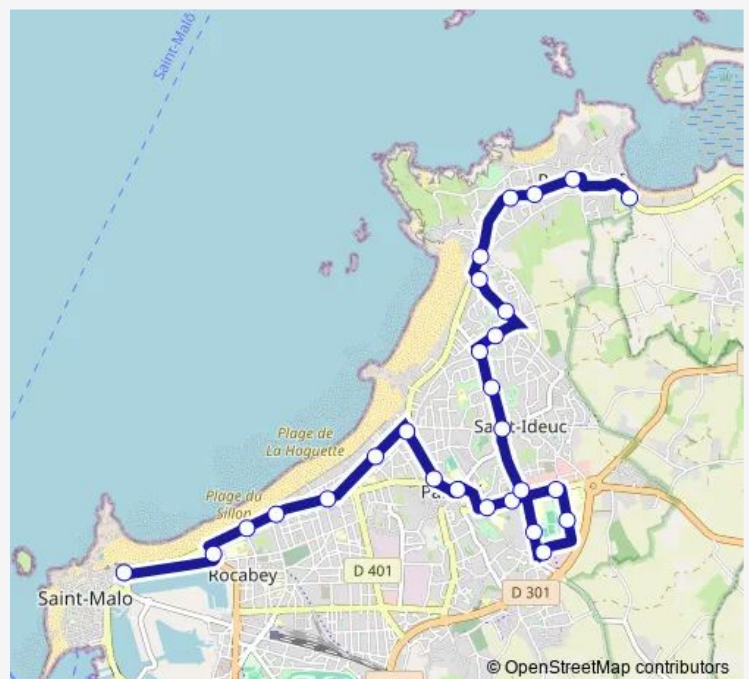 Saint-Malo
Plage de
La Hoguette
Saint-Ideuc
Plage du
Sillon
Rocabey
D 401
Saint-Malo
D 301
© OpenStreetMap contributors